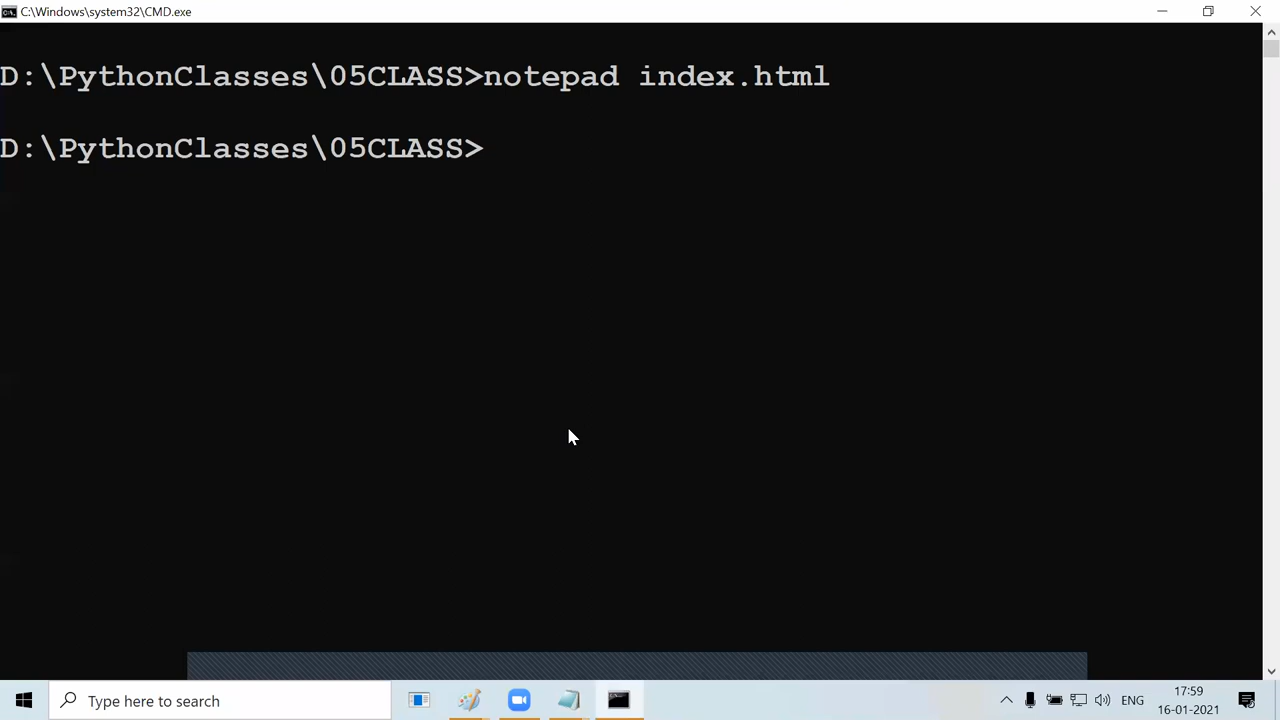 C:\Windows\system32\CMD.exe
D:\PythonClasses\05CLASS>notepad index.html
D:\PythonClasses\05CLASS>
Type here to search
ENG
17:59
16-01-2021